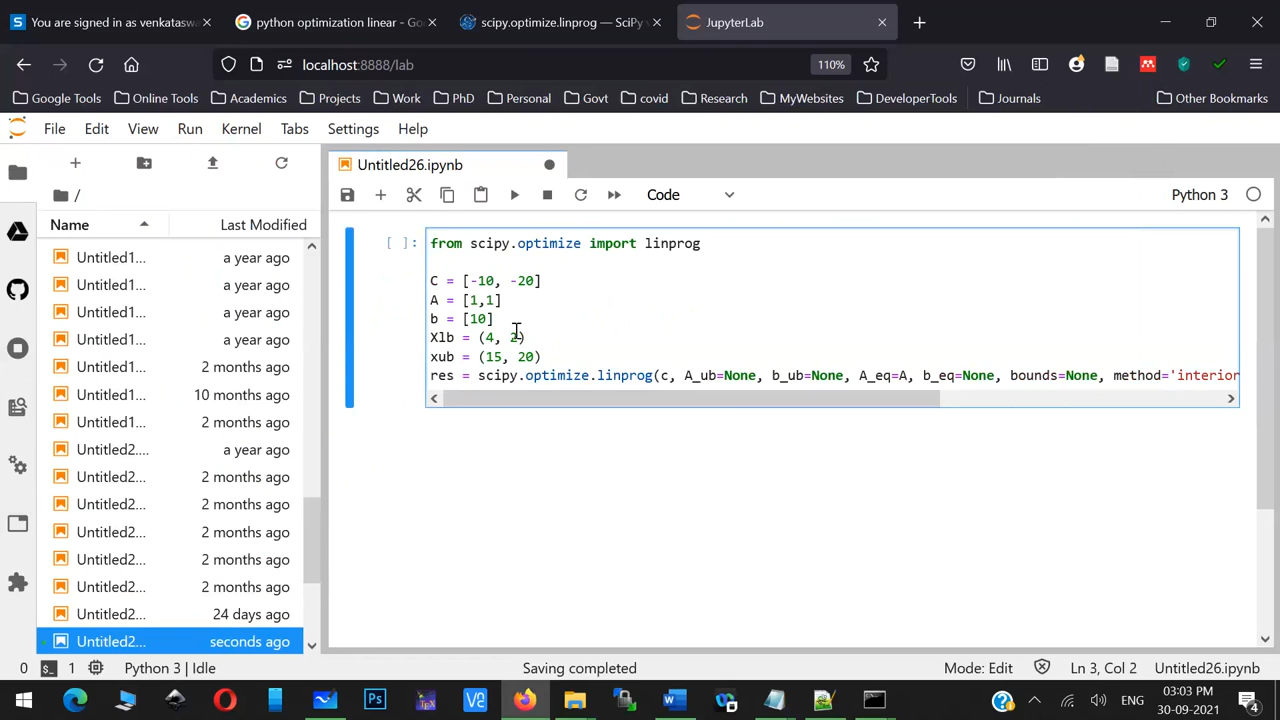 You are signed in as venkataswa
python optimization linear - Goo
scipy.optimize.linprog — SciPy v
JupyterLab
localhost:8888/lab
110%
Google Tools
Online Tools
Academics
Projects
Work
PhD
Personal
Govt
covid
Research
MyWebsites
DeveloperTools
Journals
Other Bookmarks
File Edit View Run Kernel Tabs Settings Help
Untitled26.ipynb
/
Code
Python 3
Name
Last Modified
Untitled1... a year ago
Untitled1... a year ago
Untitled1... a year ago
Untitled1... a year ago
Untitled1... 2 months ago
Untitled1... 10 months ago
Untitled1... 2 months ago
Untitled2.... a year ago
Untitled2... 2 months ago
Untitled2... 2 months ago
Untitled2... 2 months ago
Untitled2... 2 months ago
Untitled2... 2 months ago
Untitled2... 24 days ago
Untitled2... seconds ago
[ ]: from scipy.optimize import linprog
C = [-10, -20]
A = [1,1]
b = [10]
Xlb = (4, 2)
xub = (15, 20)
res = scipy.optimize.linprog(c, A_ub=None, b_ub=None, A_eq=A, b_eq=None, bounds=None, method='interior
0 1 Python 3 | Idle
Saving completed
Mode: Edit
Ln 3, Col 2
Untitled26.ipynb
ENG
03:03 PM
30-09-2021
4